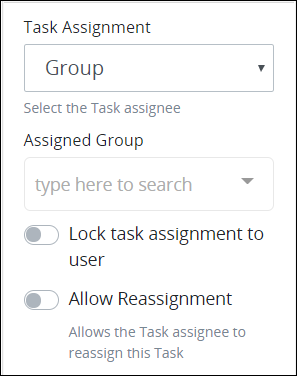 Task Assignment
Group
Select the Task assignee
Assigned Group
type here to search
Lock task assignment to
user
Allow Reassignment
Allows the Task assignee to
reassign this Task